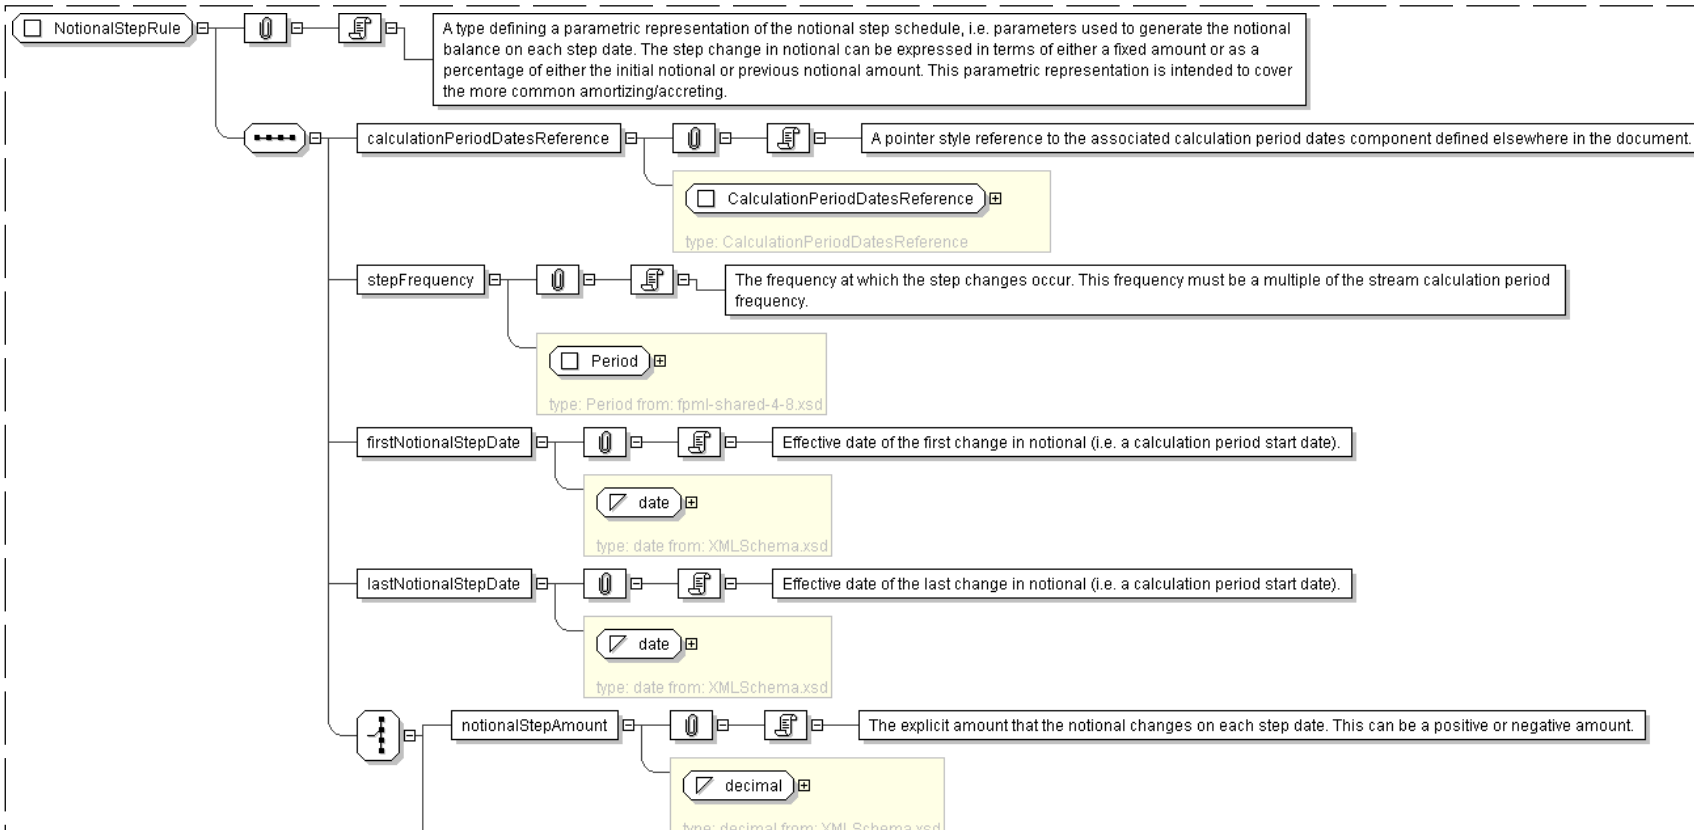 NotionalStepRule
A type defining a parametric representation of the notional step schedule, i.e. parameters used to generate the notional
balance on each step date. The step change in notional can be expressed in terms of either a fixed amount or as a
percentage of either the initial notional or previous notional amount. This parametric representation is intended to cover
the more common amortizing/accreting.
calculationPeriodDatesReference
A pointer style reference to the associated calculation period dates component defined elsewhere in the document.
CalculationPeriodDatesReference
type: CalculationPeriodDatesReference
stepFrequency
The frequency at which the step changes occur. This frequency must be a multiple of the stream calculation period
frequency.
Period
type: Period from: fpml-shared-4-8.xsd
firstNotionalStepDate
Effective date of the first change in notional (i.e. a calculation period start date).
date
type: date from: XMLSchema.xsd
lastNotionalStepDate
Effective date of the last change in notional (i.e. a calculation period start date).
date
type: date from: XMLSchema.xsd
notionalStepAmount
The explicit amount that the notional changes on each step date. This can be a positive or negative amount.
decimal
type: decimal from: XMLSchema.xsd